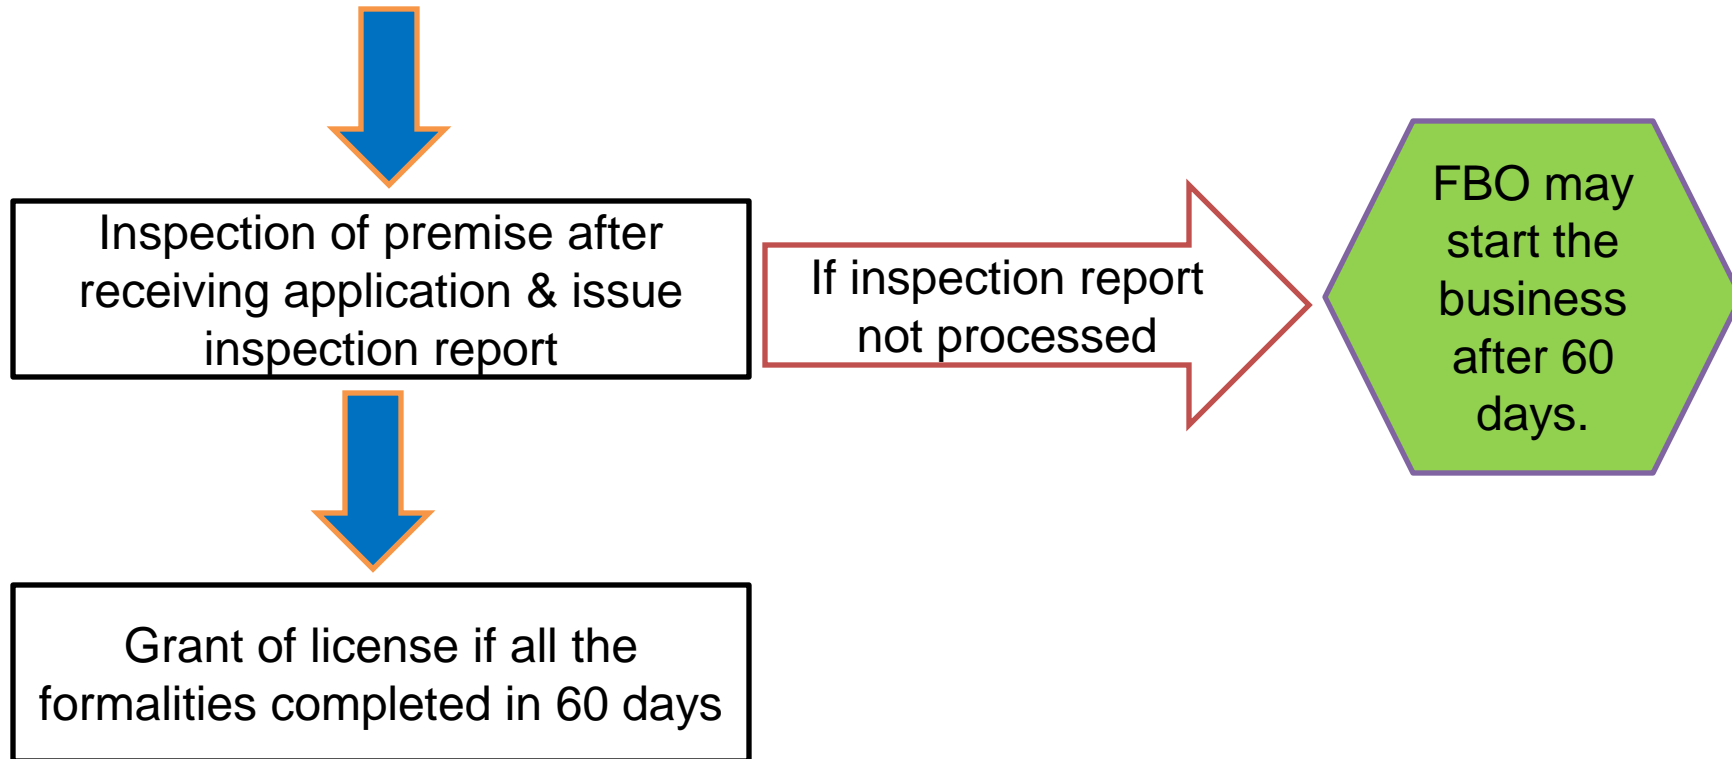 Inspection of premise after
receiving application & issue
inspection report
If inspection report
not processed
FBO may
start the
business
after 60
days.
Grant of license if all the
formalities completed in 60 days